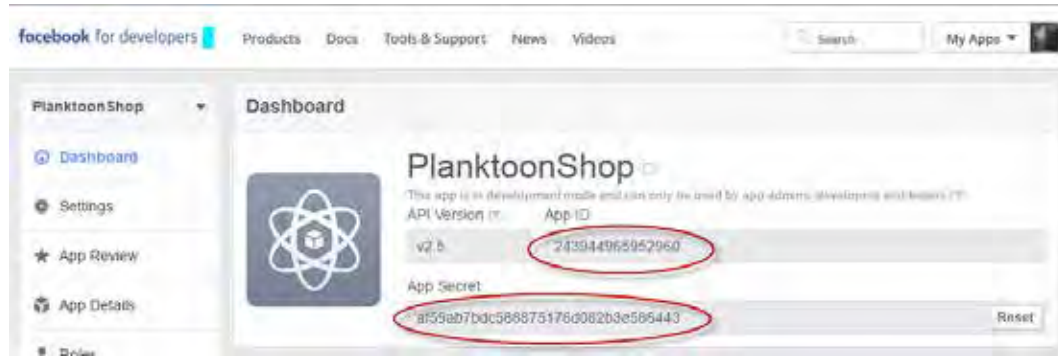 facebook for developers Products Docs Tools & Support News Videos Search My Apps
PlanktoonShop Dashboard
Dashboard
PlanktoonShop
This app is in development mode and can only be used by app admins, developers and testers
Settings
API Version App ID
App Review
v2.5 243944965952960
App Details
App Secret
Reset
Roles